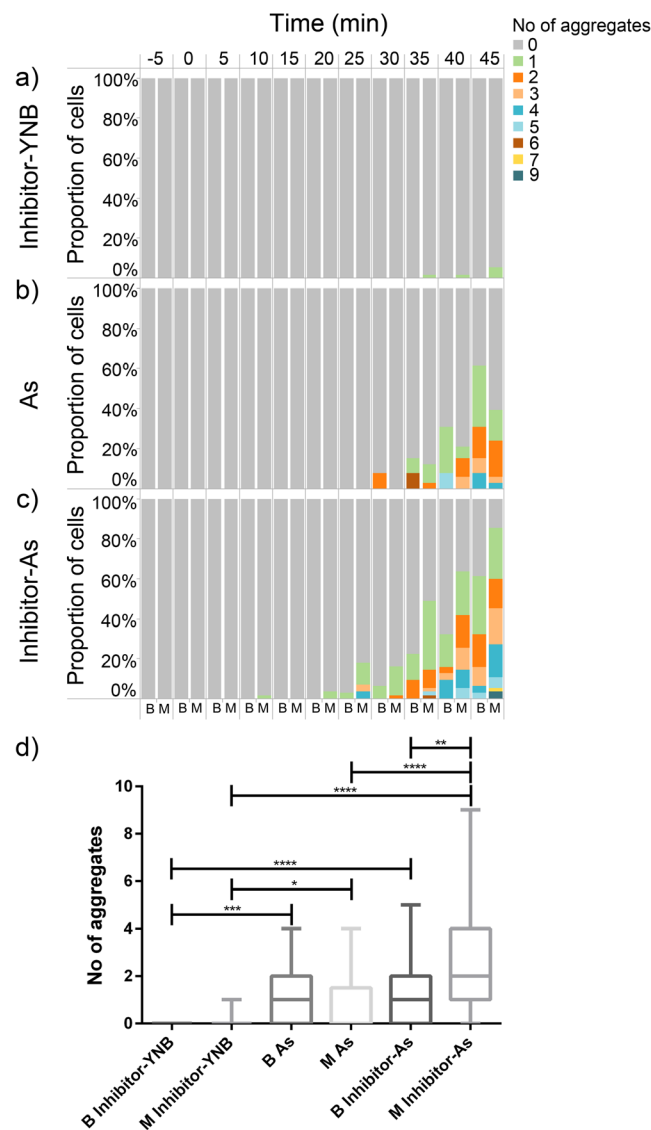 Time (min)
No of aggregates
0
1
2
3
4
5
6
7
9
-5 0 5 10 15 20 25 30 35 40 45
a)
Inhibitor-YNB
Proportion of cells
100%
80%
60%
40%
20%
0%
b)
As
Proportion of cells
100%
80%
60%
40%
20%
0%
c)
Inhibitor-As
Proportion of cells
100%
80%
60%
40%
20%
0%
B M B M B M B M B M B M B M B M B M B M B M
d)
**
****
****
****
*
***
No of aggregates
10
8
6
4
2
0
B Inhibitor-YNB
M Inhibitor-YNB
B As
M As
B Inhibitor-As
M Inhibitor-As